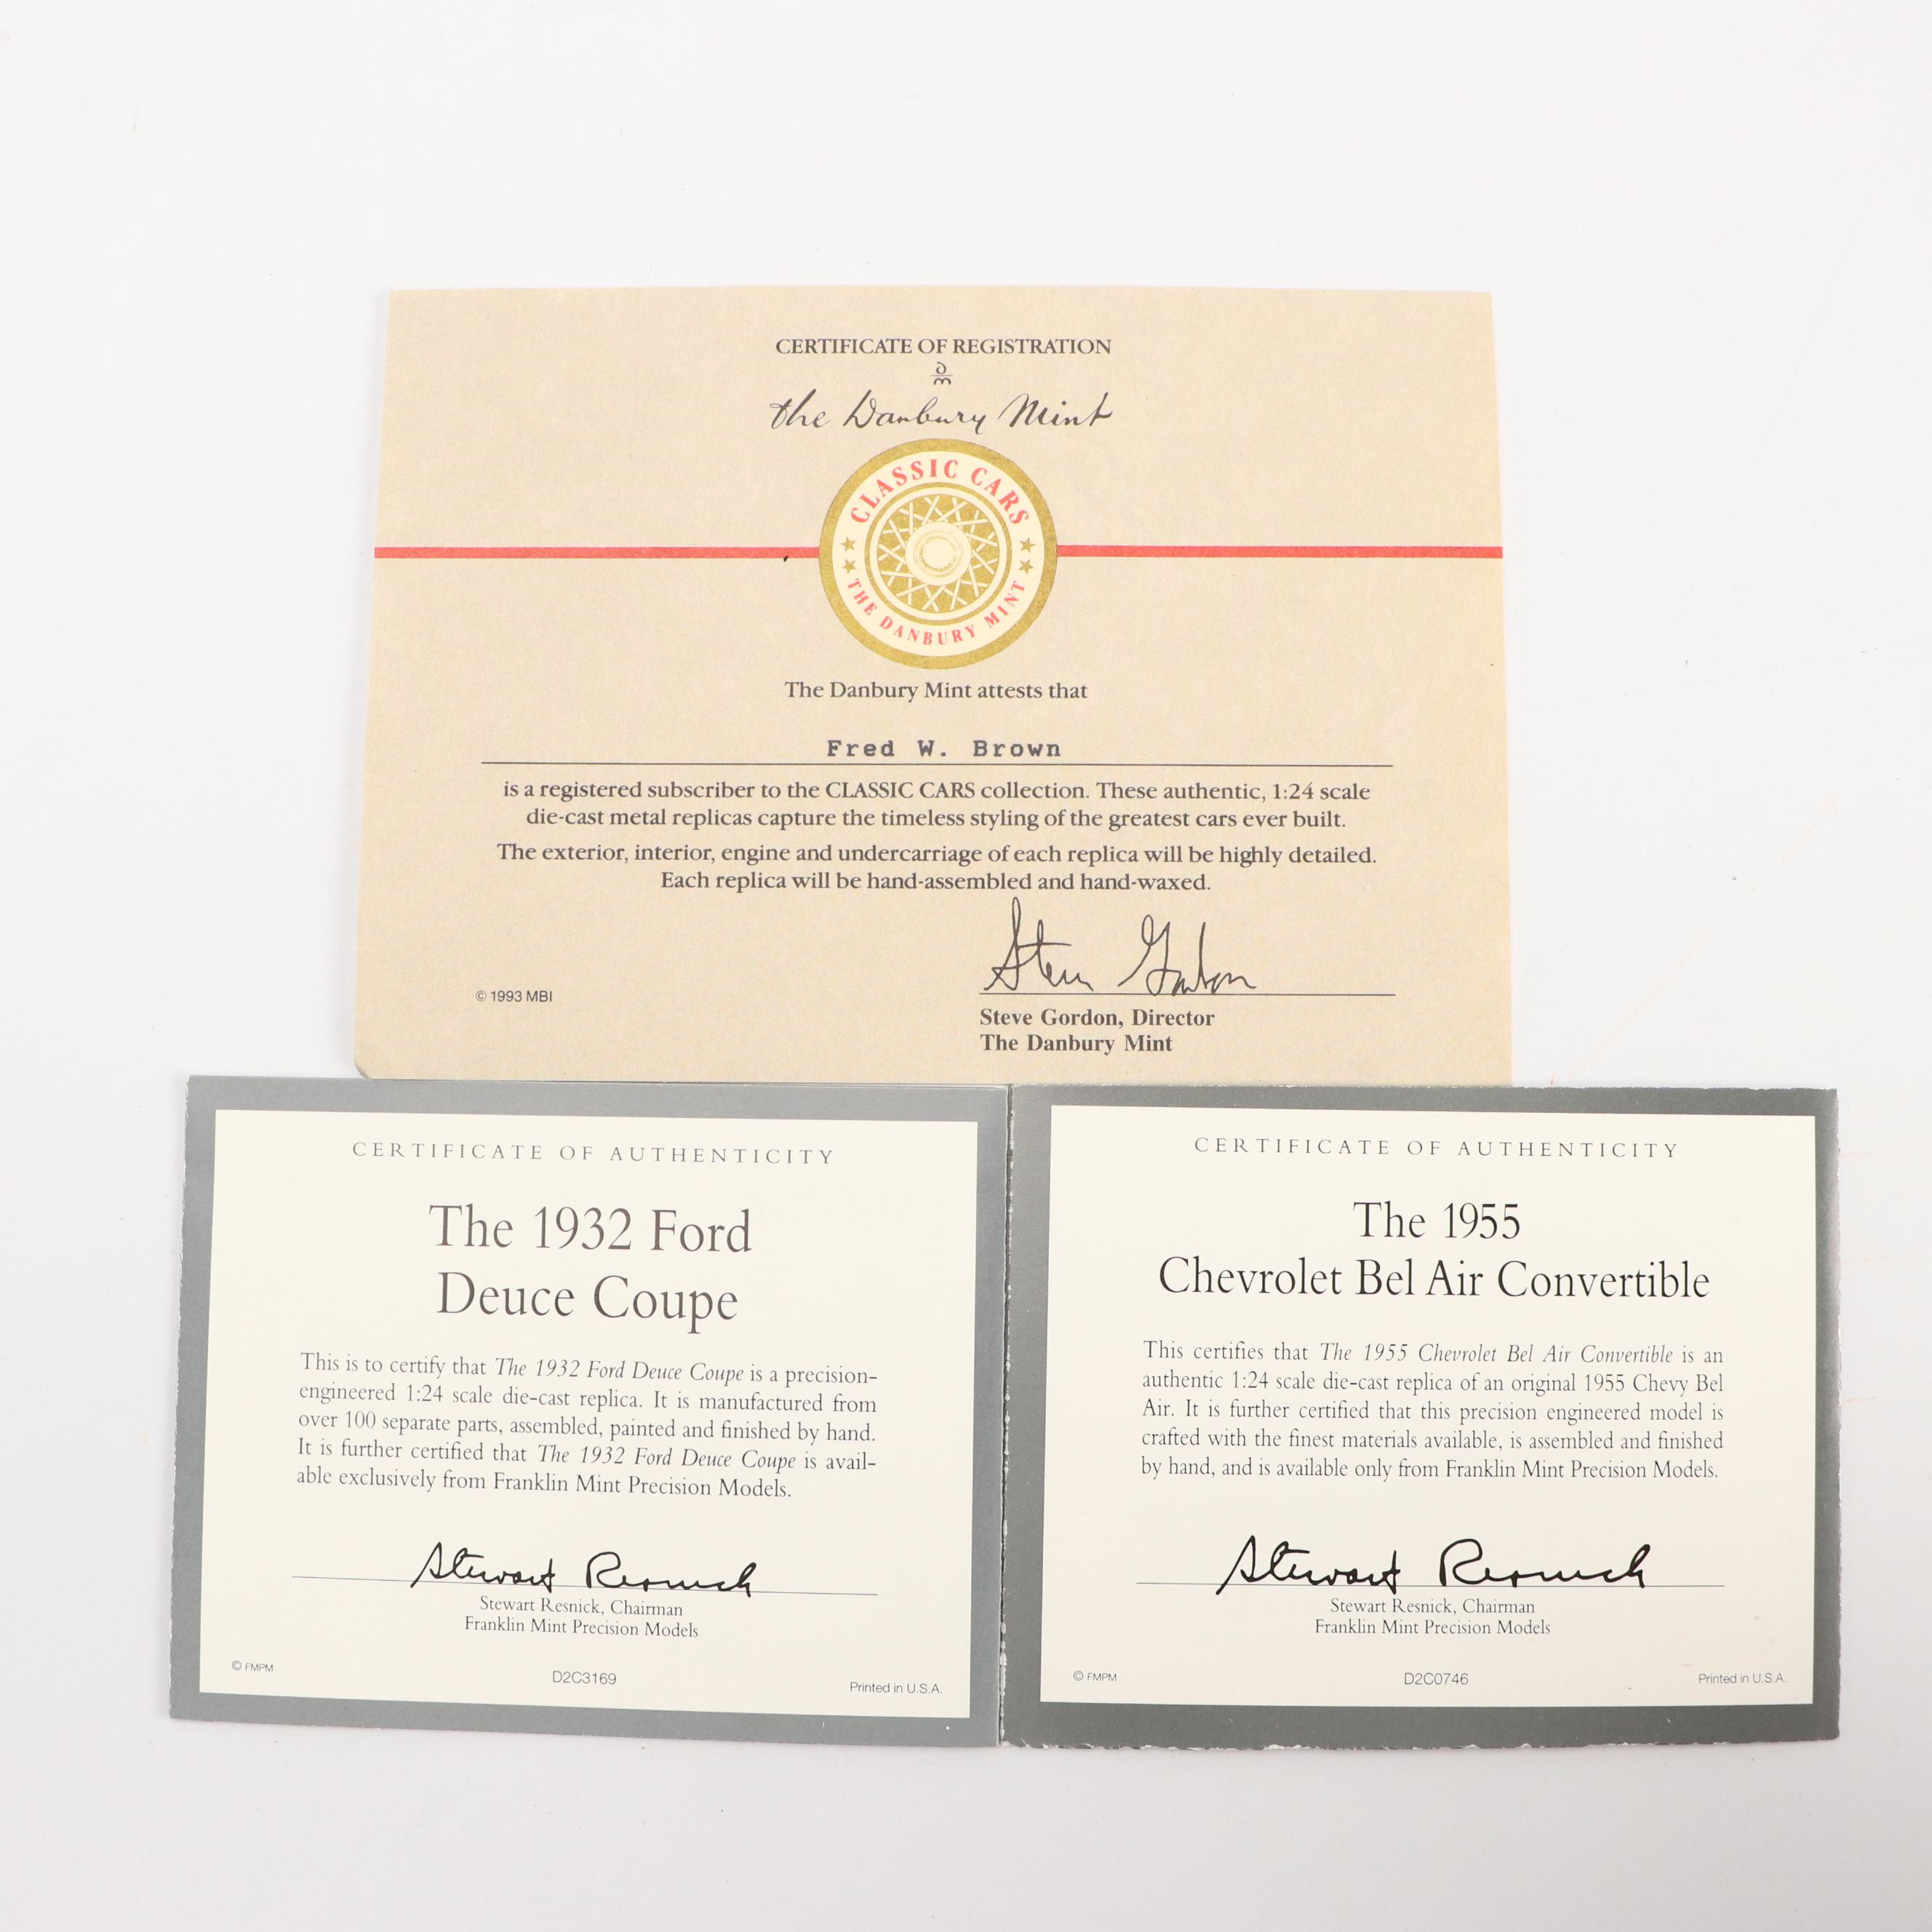 CERTIFICATE OF REGISTRATION
dm
the Danbury Mint
CLASSIC CARS
THE DANBURY MINT
The Danbury Mint attests that
Fred W. Brown
is a registered subscriber to the CLASSIC CARS collection. These authentic, 1:24 scale
die-cast metal replicas capture the timeless styling of the greatest cars ever built.
The exterior, interior, engine and undercarriage of each replica will be highly detailed.
Each replica will be hand-assembled and hand-waxed.
Steve Gordon
© 1993 MBI
Steve Gordon, Director
The Danbury Mint
CERTIFICATE OF AUTHENTICITY
The 1932 Ford
Deuce Coupe
This is to certify that The 1932 Ford Deuce Coupe is a precision-
engineered 1:24 scale die-cast replica. It is manufactured from
over 100 separate parts, assembled, painted and finished by hand.
It is further certified that The 1932 Ford Deuce Coupe is avail-
able exclusively from Franklin Mint Precision Models.
Stewart Resnick
Stewart Resnick, Chairman
Franklin Mint Precision Models
© FMPM
D2C3169
Printed in U.S.A.
CERTIFICATE OF AUTHENTICITY
The 1955
Chevrolet Bel Air Convertible
This certifies that The 1955 Chevrolet Bel Air Convertible is an
authentic 1:24 scale die-cast replica of an original 1955 Chevy Bel
Air. It is further certified that this precision engineered model is
crafted with the finest materials available, is assembled and finished
by hand, and is available only from Franklin Mint Precision Models.
Stewart Resnick
Stewart Resnick, Chairman
Franklin Mint Precision Models
© FMPM
D2C0746
Printed in U.S.A.